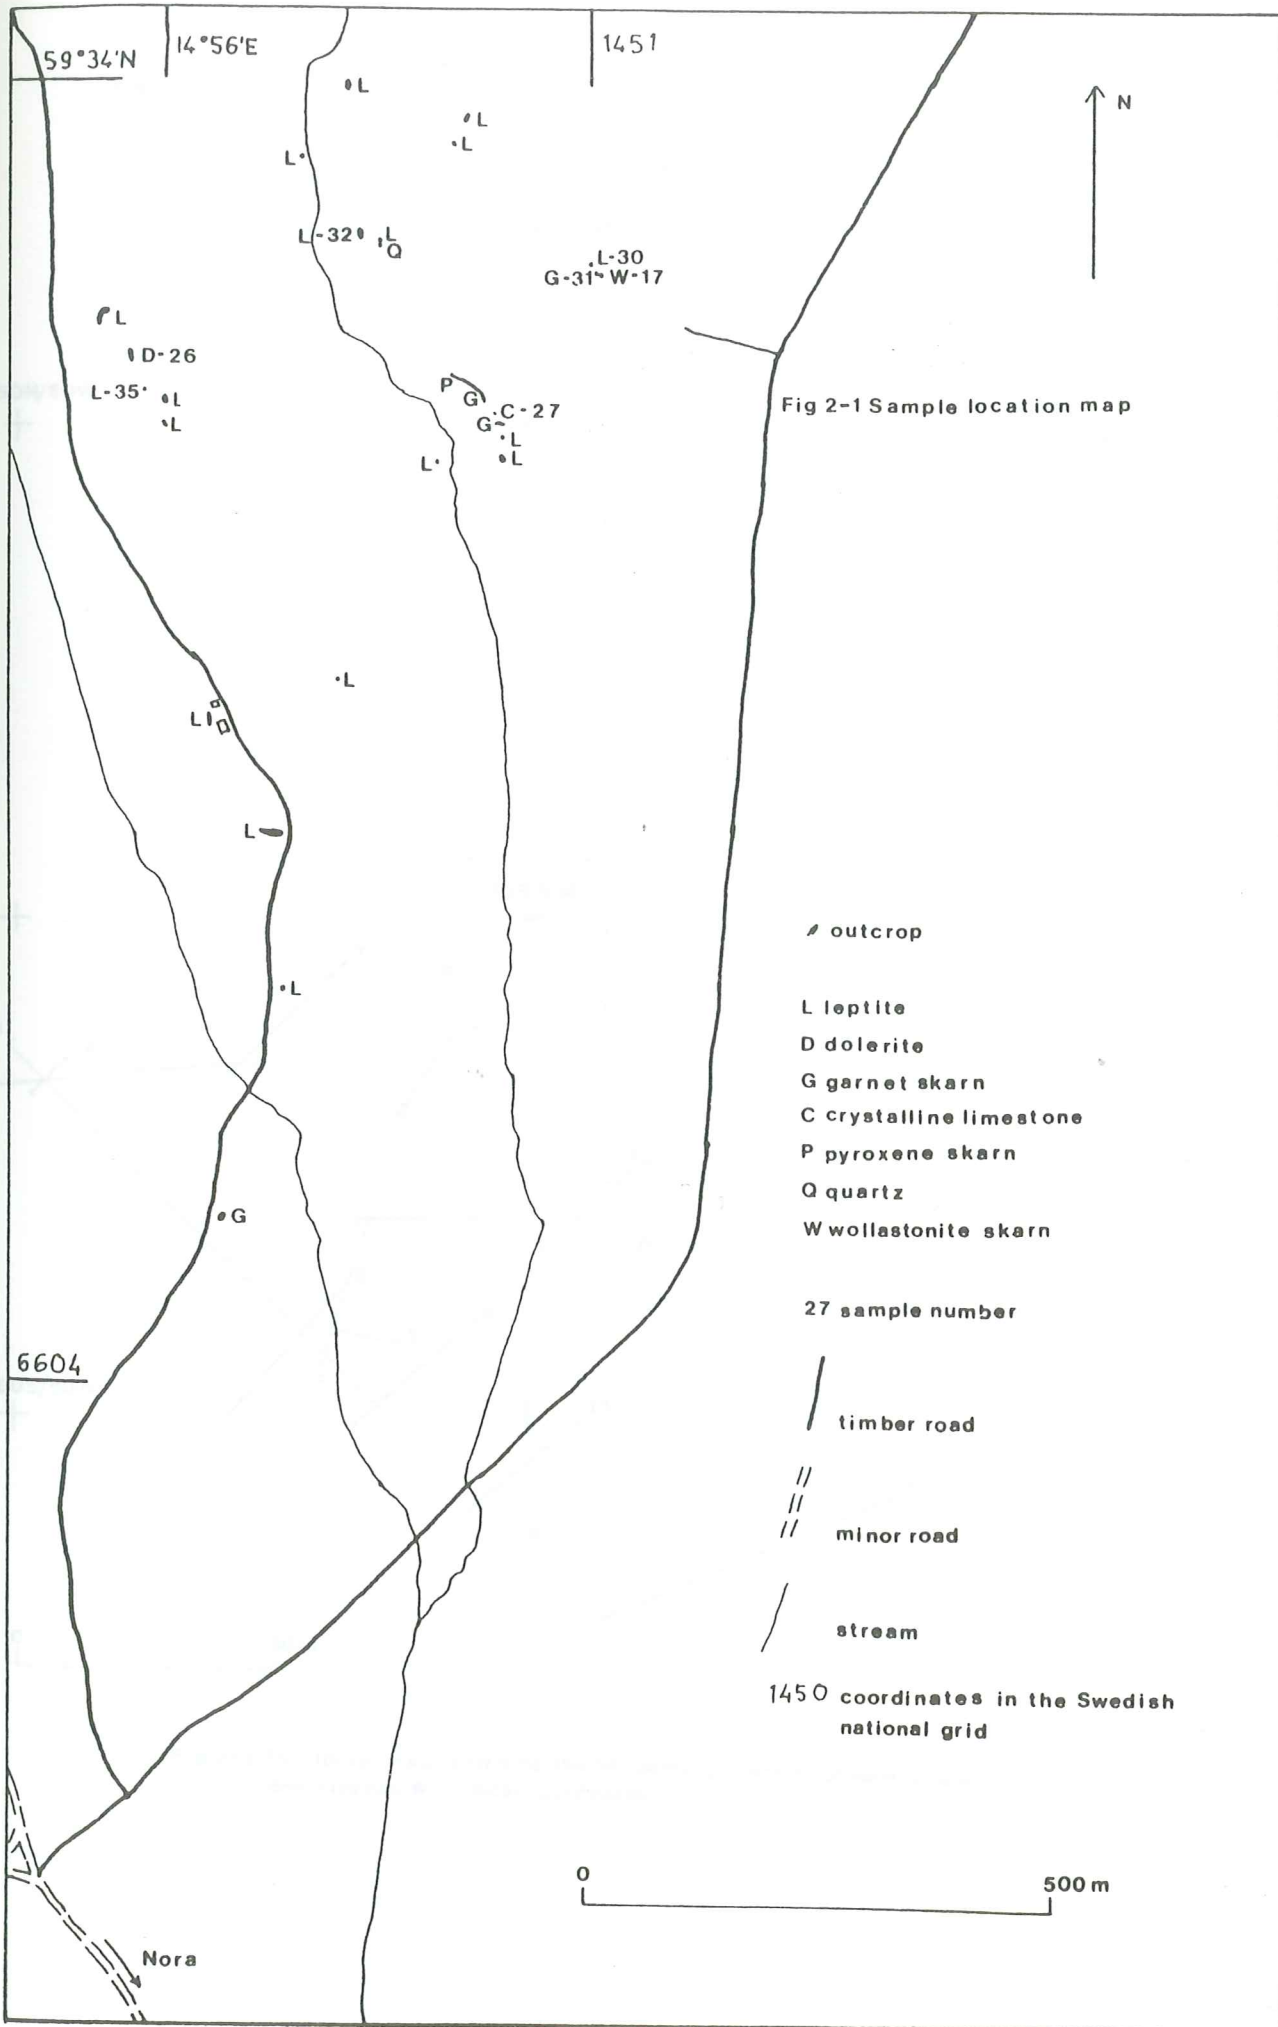 59°34'N
14°56'E
1451
N
L
L
L
L
L-32
L
Q
L-30
G-31 W-17
L
D-26
L-35
L
L
P
G
C-27
G
L
L
L
Fig 2-1 Sample location map
L
L
L
L
G
6604
outcrop
L leptite
D dolerite
G garnet skarn
C crystalline limestone
P pyroxene skarn
Q quartz
W wollastonite skarn
27 sample number
timber road
minor road
stream
1450 coordinates in the Swedish
national grid
0
500 m
Nora